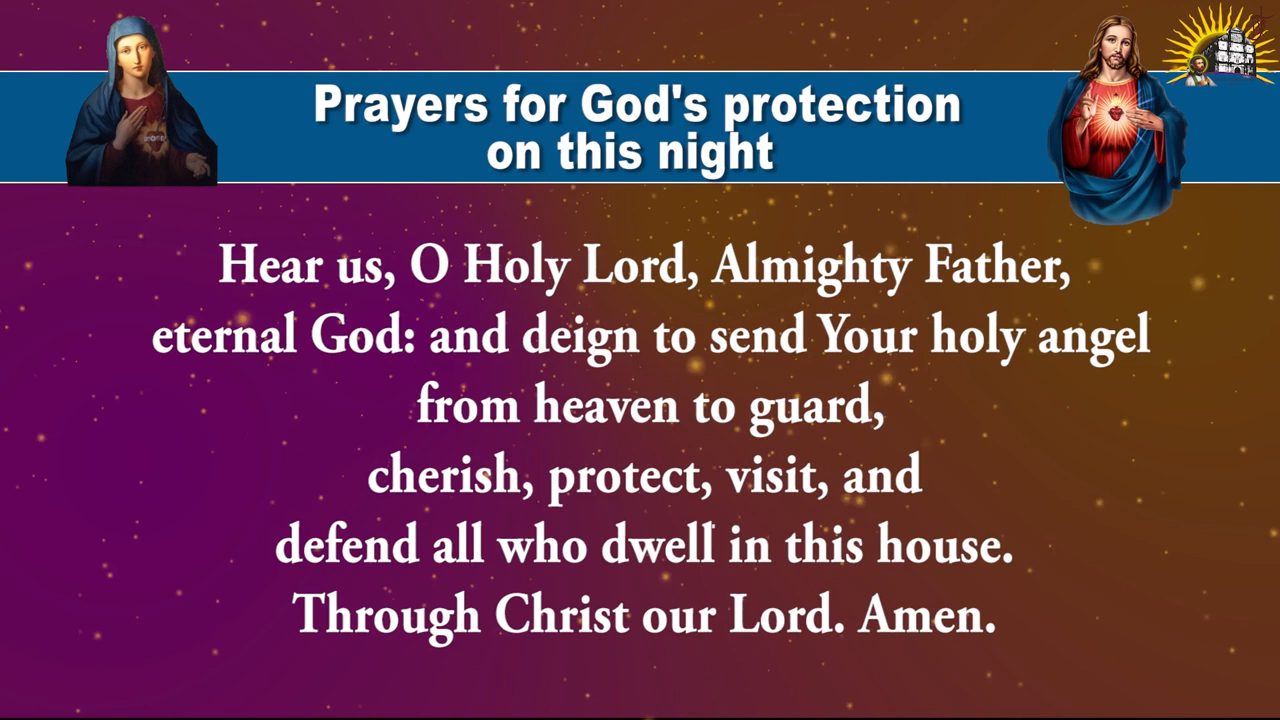 Prayers for God's protection
on this night
Hear us, O Holy Lord, Almighty Father,
eternal God: and deign to send Your holy angel
from heaven to guard,
cherish, protect, visit, and
defend all who dwell in this house.
Through Christ our Lord. Amen.